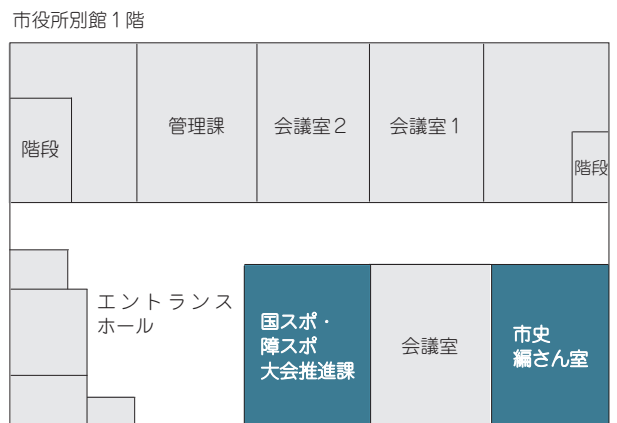 市役所別館１階
管理課
会議室２
会議室１
階段
階段
エントランス
ホール
国スポ・
障スポ
大会推進課
会議室
市史
編さん室